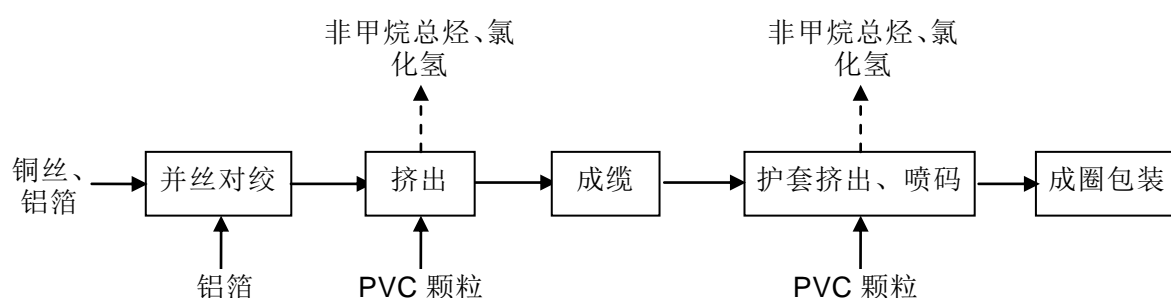 非甲烷总烃、氯
化氢
非甲烷总烃、氯
化氢
铜丝、
铝箔
并丝对绞
挤出
成缆
护套挤出、喷码
成圈包装
铝箔
PVC 颗粒
PVC 颗粒